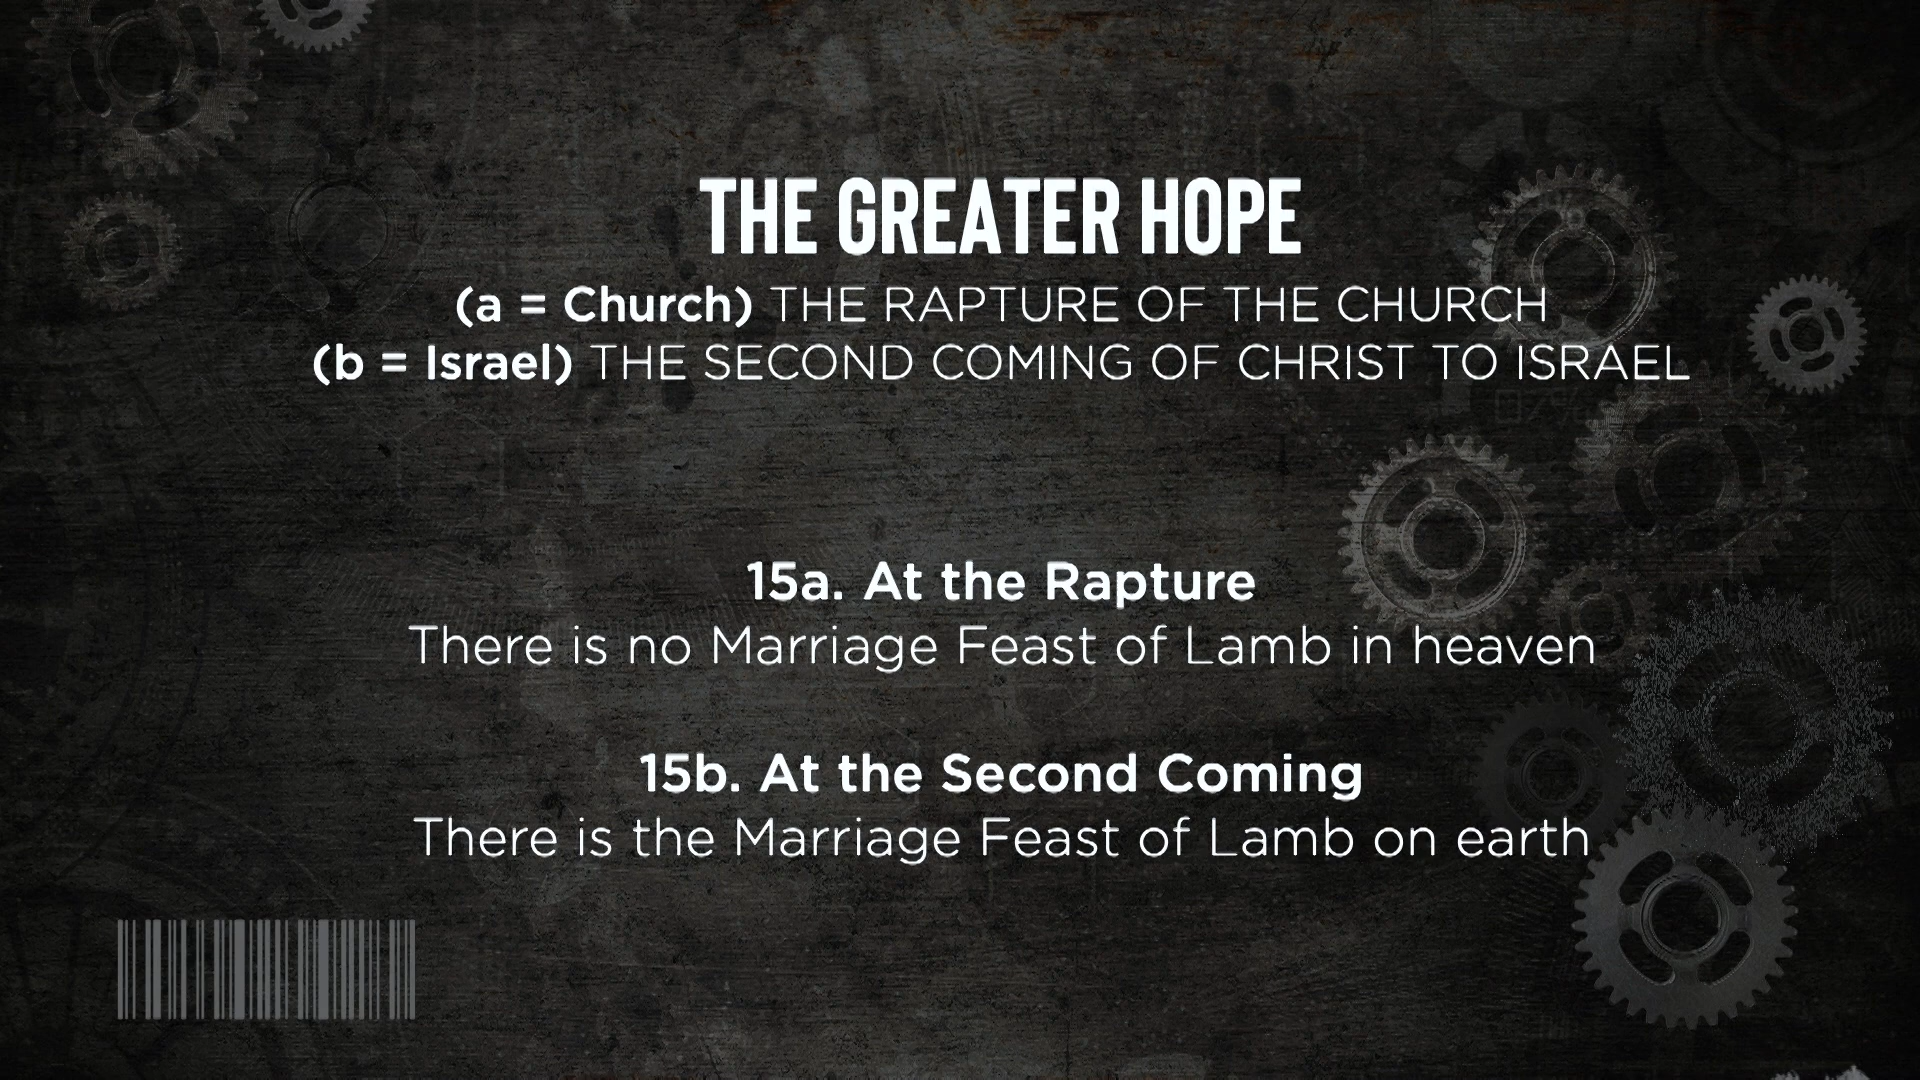 THE GREATER HOPE
(a = Church) THE RAPTURE OF THE CHURCH
(b = Israel) THE SECOND COMING OF CHRIST TO ISRAEL
15a. At the Rapture
There is no Marriage Feast of Lamb in heaven
15b. At the Second Coming
There is the Marriage Feast of Lamb on earth